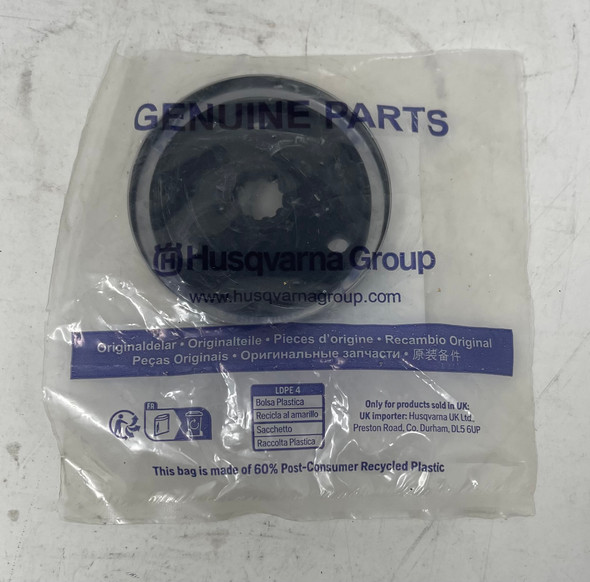 GENUINE PARTS
Husqvarna Group
www.husqvarnagroup.com
Originaldelar • Originalteile • Pièces d'origine • Recambio Original
Peças Originais • Оригинальные запчасти • 原装备件
FR
LDPE 4
Bolsa Plastica
Recicla al amarillo
Sacchetto
Raccolta Plastica
Only for products sold in UK:
UK importer: Husqvarna UK Ltd,
Preston Road, Co. Durham, DL5 6UP
This bag is made of 60% Post-Consumer Recycled Plastic